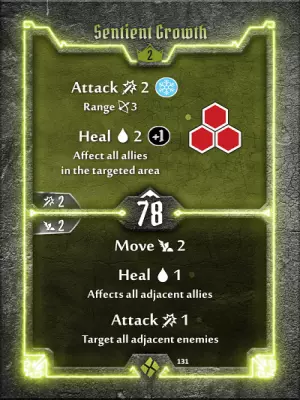 Sentient Growth
2
Attack 2
Range 3
Heal 2 +1
Affect all allies
in the targeted area
2
78
2
Move 2
Heal 1
Affects all adjacent allies
Attack 1
Target all adjacent enemies
131